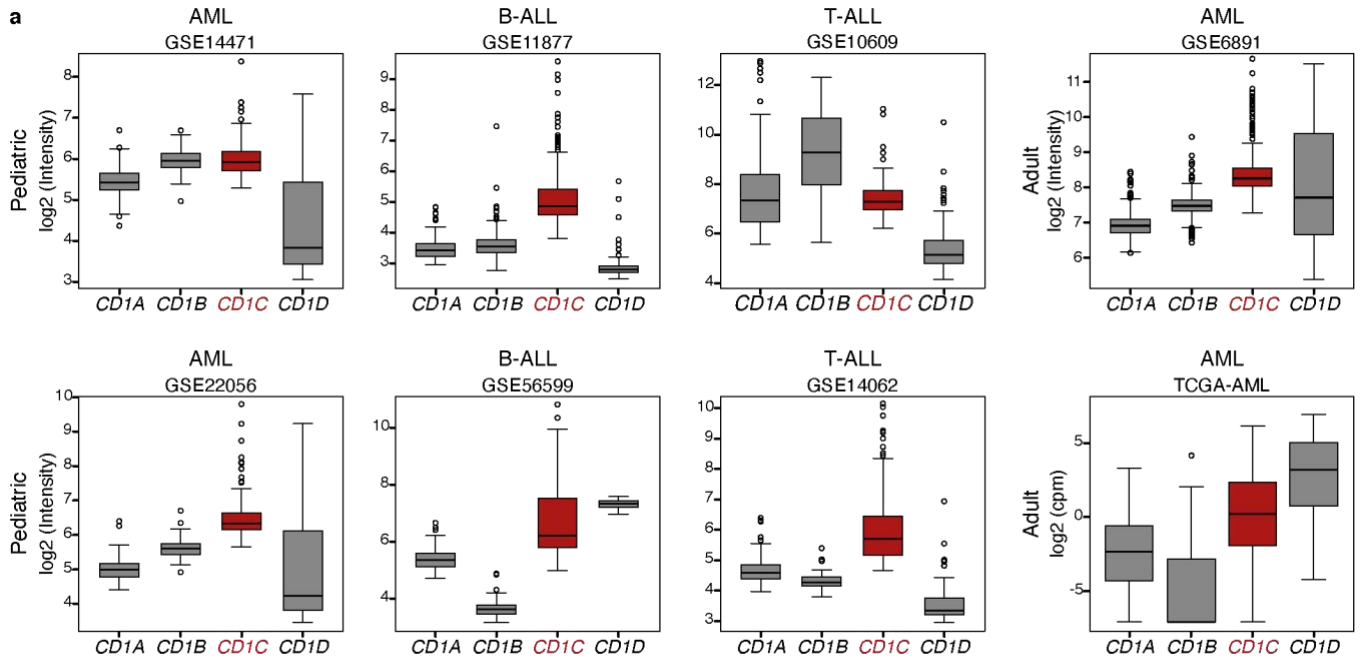 a
AML
GSE14471
B-ALL
GSE11877
T-ALL
GSE10609
AML
GSE6891
Pediatric
log2 (Intensity)
8
7
6
5
4
3
CD1A CD1B CD1C CD1D
9
8
7
6
5
4
3
CD1A CD1B CD1C CD1D
12
10
8
6
4
CD1A CD1B CD1C CD1D
Adult
log2 (Intensity)
11
9
8
7
6
CD1A CD1B CD1C CD1D
AML
GSE22056
B-ALL
GSE56599
T-ALL
GSE14062
AML
TCGA-AML
Pediatric
log2 (Intensity)
10
9
8
7
6
5
4
CD1A CD1B CD1C CD1D
10
8
6
4
CD1A CD1B CD1C CD1D
10
9
8
7
6
5
4
3
CD1A CD1B CD1C CD1D
Adult
log2 (cpm)
5
0
-5
CD1A CD1B CD1C CD1D